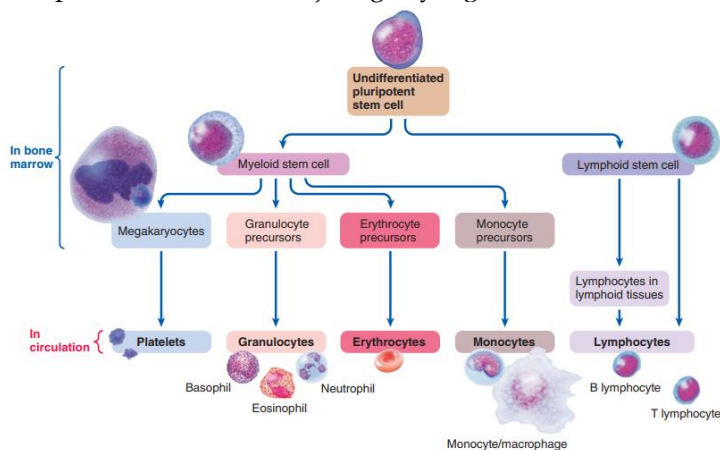 Undifferentiated
pluripotent
stem cell
In bone
marrow
Myeloid stem cell
Lymphoid stem cell
Megakaryocytes
Granulocyte
precursors
Erythrocyte
precursors
Monocyte
precursors
Lymphocytes in
lymphoid tissues
In
circulation
Platelets
Granulocytes
Erythrocytes
Monocytes
Lymphocytes
Basophil
Eosinophil
Neutrophil
B lymphocyte
T lymphocyte
Monocyte/macrophage